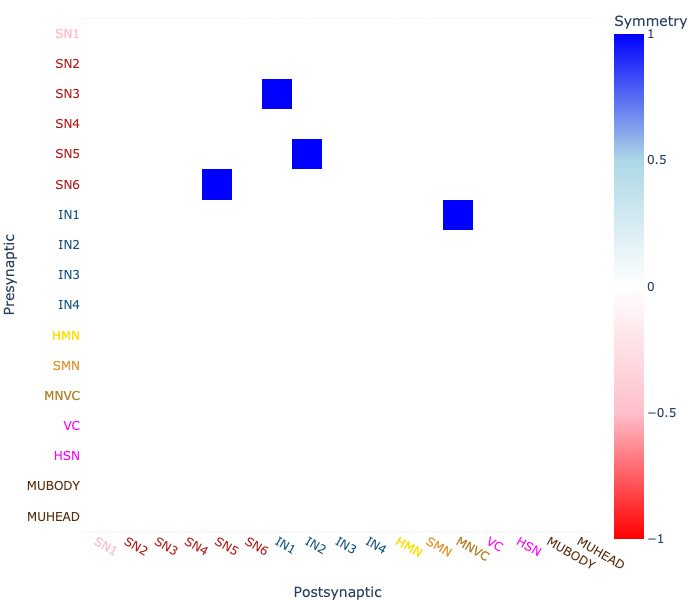 Symmetry
SN1
SN2
SN3
SN4
SN5
SN6
IN1
IN2
IN3
IN4
HMN
SMN
MNVC
VC
HSN
MUBODY
MUHEAD
Presynaptic
1
0.5
0
−0.5
−1
SN1 SN2 SN3 SN4 SN5 SN6 IN1 IN2 IN3 IN4 HMN SMN MNVC VC HSN MUBODY MUHEAD
Postsynaptic